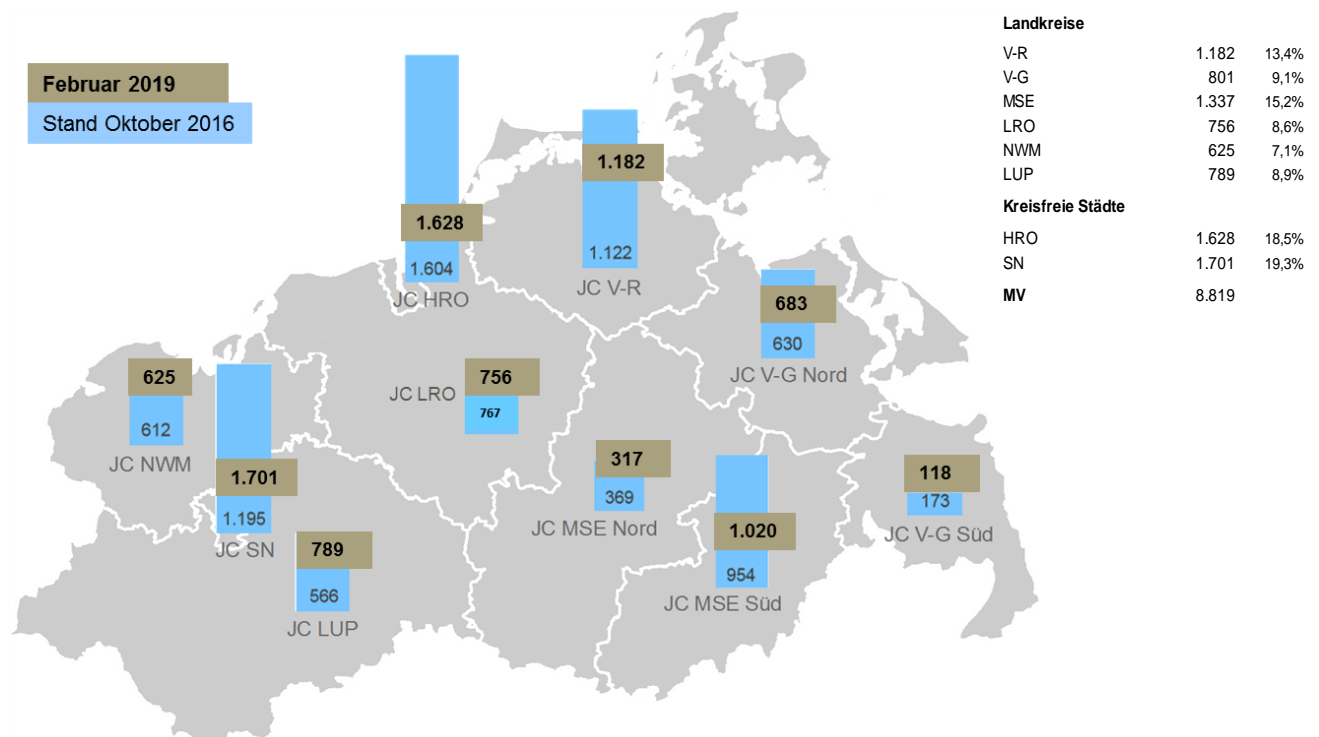 Februar 2019
Stand Oktober 2016
1.628
1.604
JC HRO
1.182
1.122
JC V-R
683
630
JC V-G Nord
625
612
JC NWM
1.701
1.195
JC SN
JC LRO
756
767
789
566
JC LUP
317
369
JC MSE Nord
1.020
954
JC MSE Süd
118
173
JC V-G Süd
Landkreise
V-R 1.182 13,4%
V-G 801 9,1%
MSE 1.337 15,2%
LRO 756 8,6%
NWM 625 7,1%
LUP 789 8,9%
Kreisfreie Städte
HRO 1.628 18,5%
SN 1.701 19,3%
MV 8.819